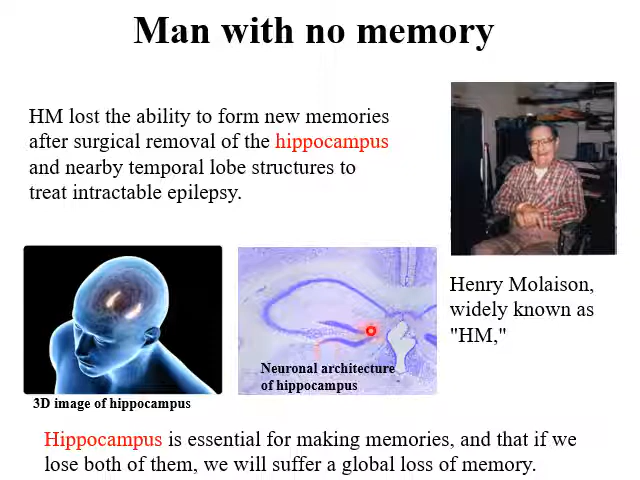 Man with no memory
HM lost the ability to form new memories
after surgical removal of the hippocampus
and nearby temporal lobe structures to
treat intractable epilepsy.
Henry Molaison,
widely known as
"HM,"
Neuronal architecture
of hippocampus
3D image of hippocampus
Hippocampus is essential for making memories, and that if we
lose both of them, we will suffer a global loss of memory.